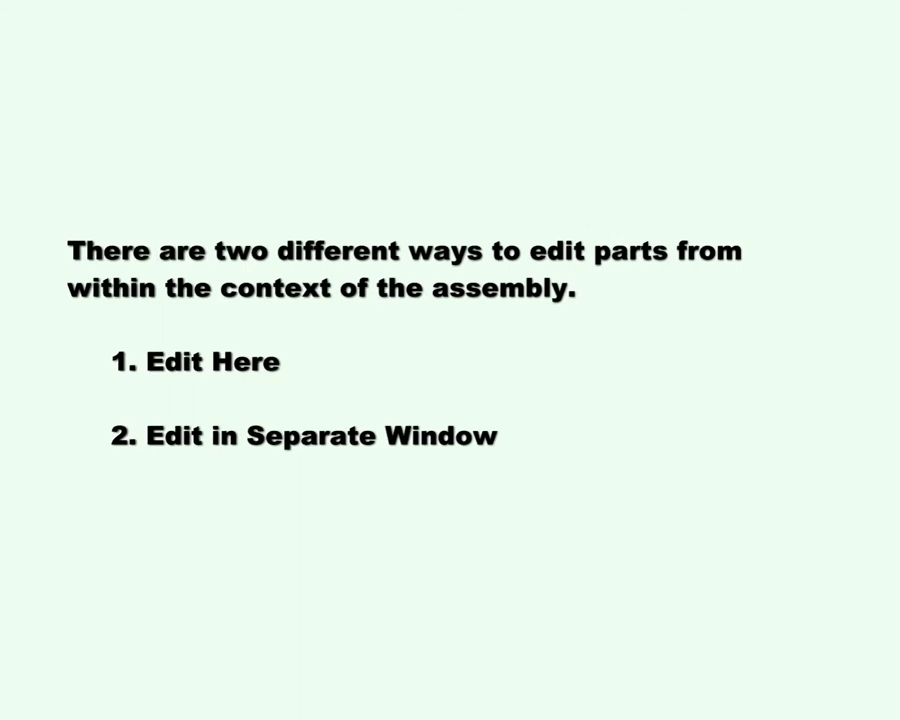 There are two different ways to edit parts from
within the context of the assembly.
1. Edit Here
2. Edit in Separate Window